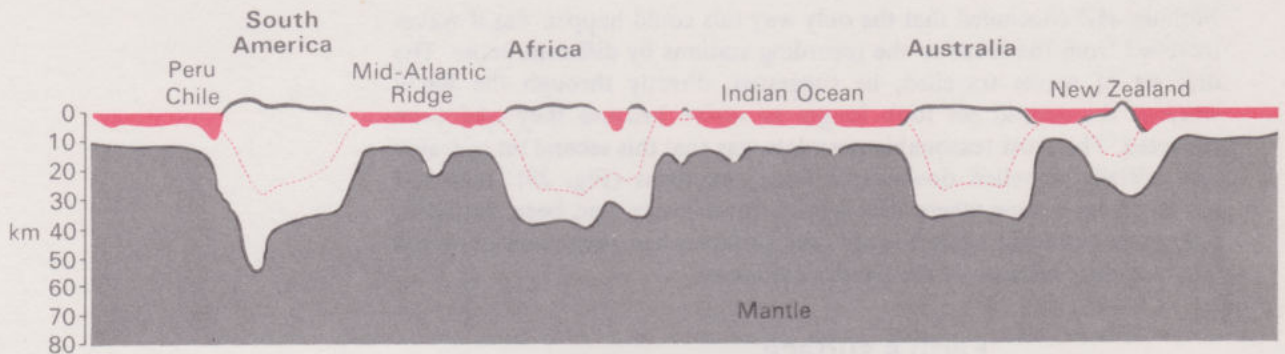 South
America
Africa
Australia
Peru
Chile
Mid-Atlantic
Ridge
Indian Ocean
New Zealand
0
10
20
30
km
40
50
60
70
80
Mantle